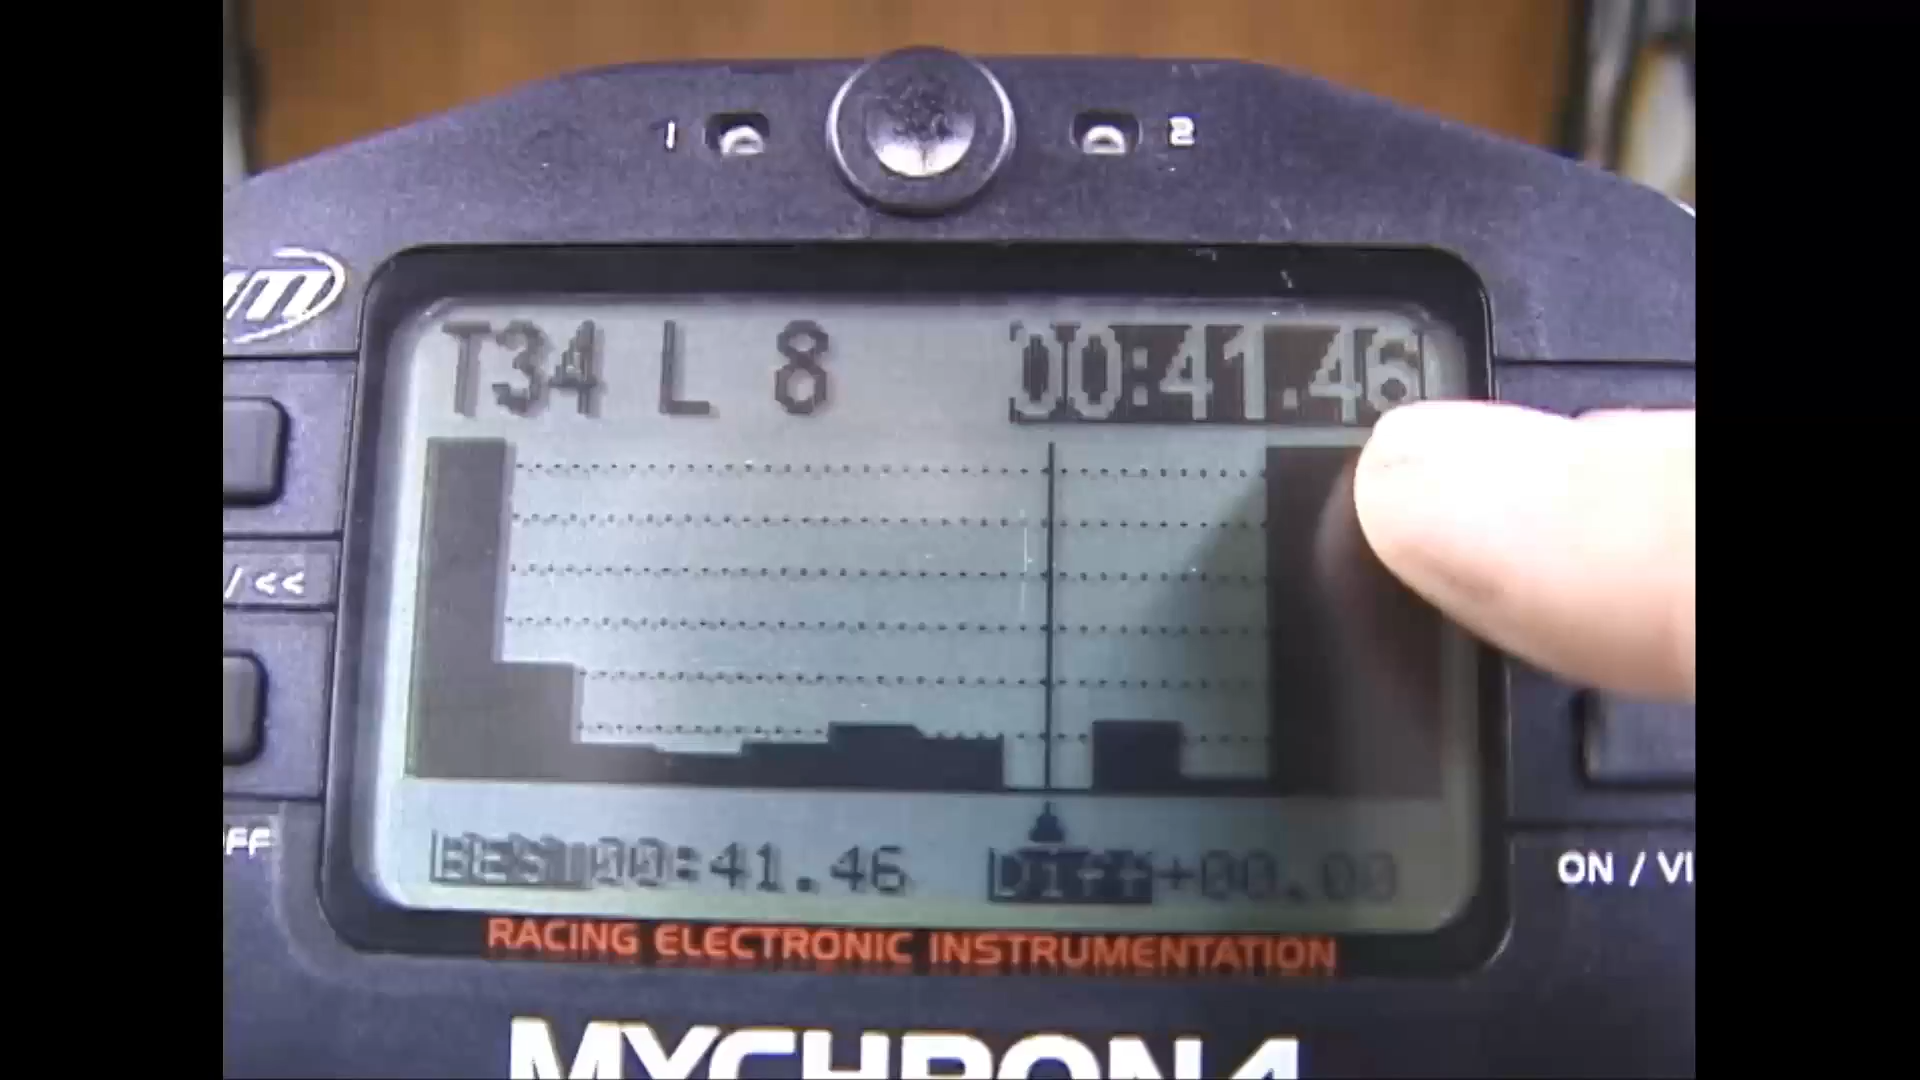 1 2
T34 L 8 00:41.46
/ <<
BEST 00:41.46 DIFF +00.00
OFF
ON / VI
RACING ELECTRONIC INSTRUMENTATION
MYCHRON4